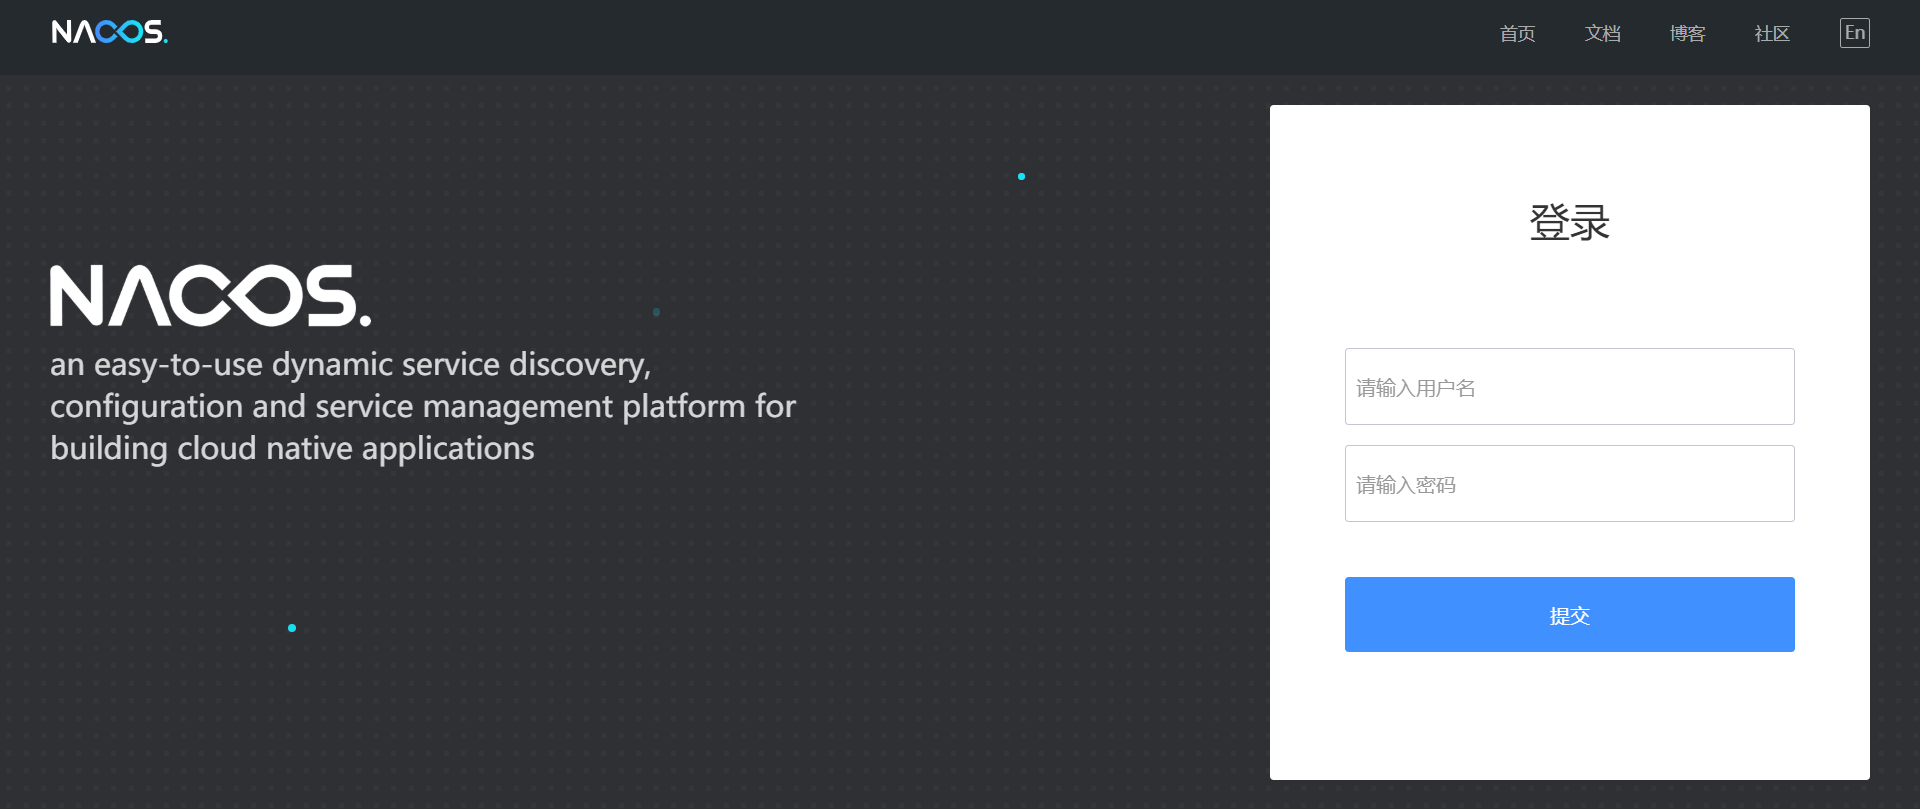 NACOS.
首页 文档 博客 社区 En
登录
NACOS.
an easy-to-use dynamic service discovery,
configuration and service management platform for
building cloud native applications
请输入用户名
请输入密码
提交